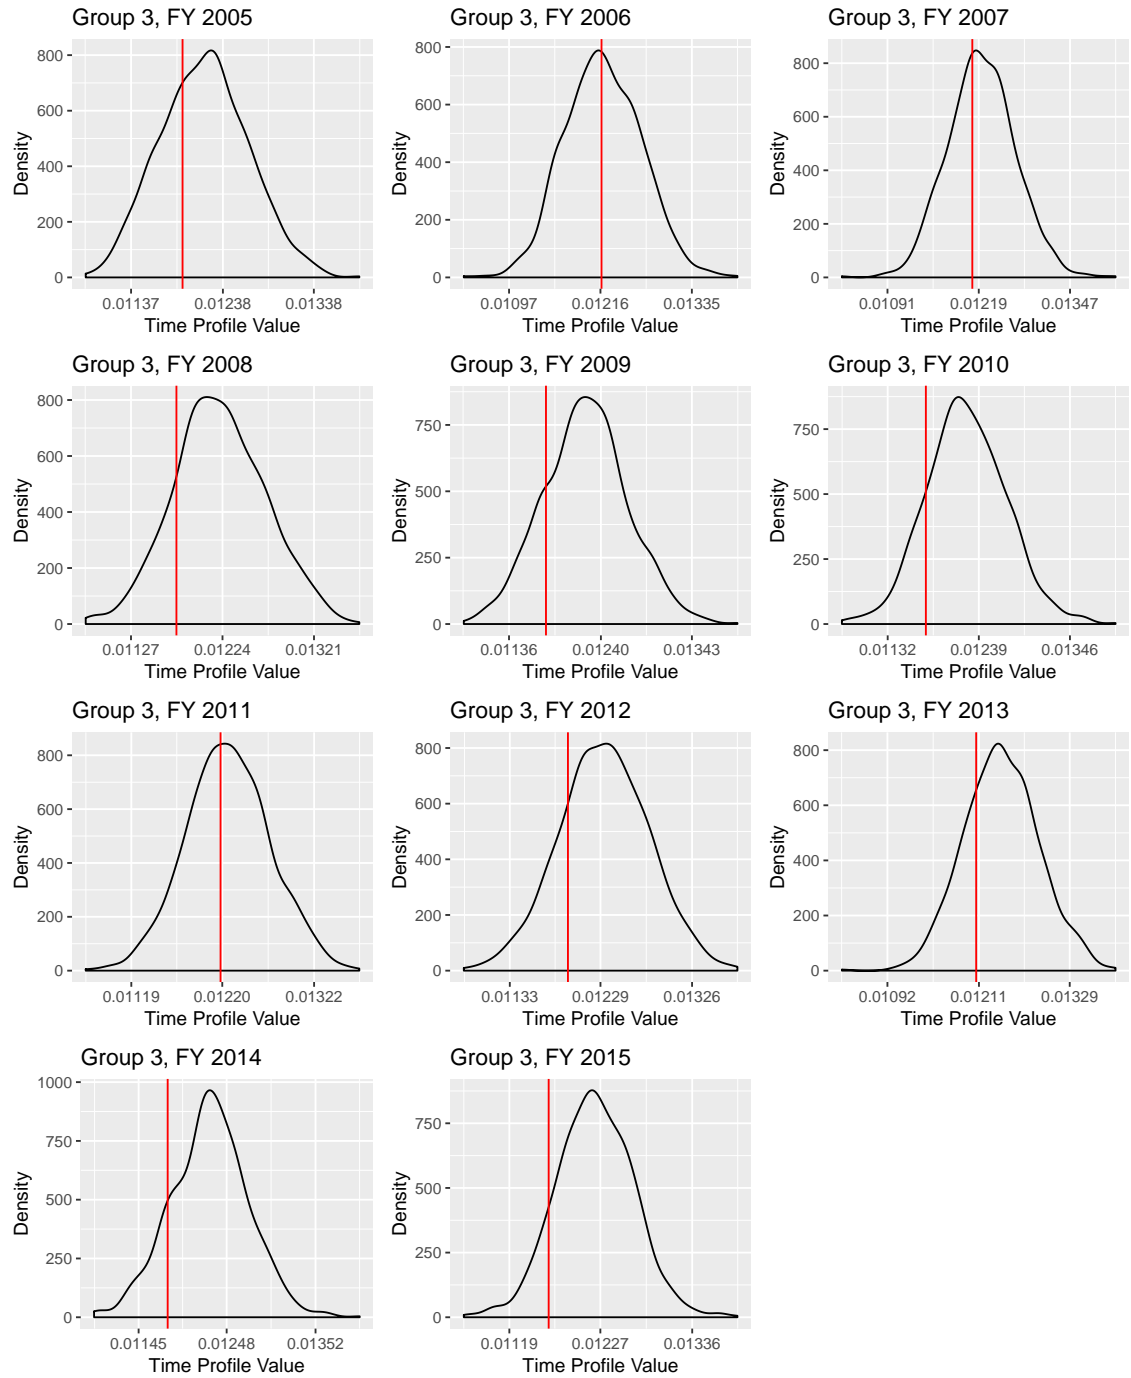 Group 3, FY 2005
800
600
400
200
0
Density
0.01137 0.01238 0.01338
Time Profile Value
Group 3, FY 2006
800
600
400
200
0
Density
0.01097 0.01216 0.01335
Time Profile Value
Group 3, FY 2007
800
600
400
200
0
Density
0.01091 0.01219 0.01347
Time Profile Value
Group 3, FY 2008
800
600
400
200
0
Density
0.01127 0.01224 0.01321
Time Profile Value
Group 3, FY 2009
750
500
250
0
Density
0.01136 0.01240 0.01343
Time Profile Value
Group 3, FY 2010
750
500
250
0
Density
0.01132 0.01239 0.01346
Time Profile Value
Group 3, FY 2011
800
600
400
200
0
Density
0.01119 0.01220 0.01322
Time Profile Value
Group 3, FY 2012
800
600
400
200
0
Density
0.01133 0.01229 0.01326
Time Profile Value
Group 3, FY 2013
800
600
400
200
0
Density
0.01092 0.01211 0.01329
Time Profile Value
Group 3, FY 2014
1000
750
500
250
0
Density
0.01145 0.01248 0.01352
Time Profile Value
Group 3, FY 2015
750
500
250
0
Density
0.01119 0.01227 0.01336
Time Profile Value